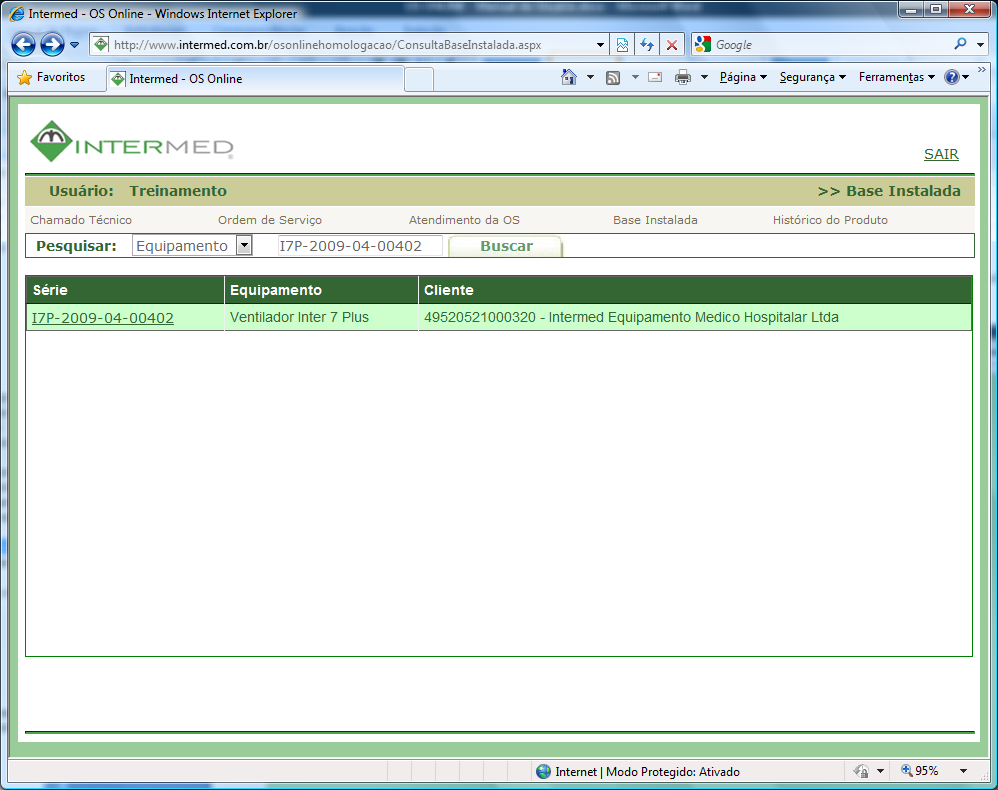 Intermed - OS Online - Windows Internet Explorer
http://www.intermed.com.br/osonlinehomologacao/ConsultaBaseInstalada.aspx
Google
Favoritos
Intermed - OS Online
Página
Segurança
Ferramentas
»
INTERMED®
SAIR
Usuário: Treinamento
>> Base Instalada
Chamado Técnico
Ordem de Serviço
Atendimento da OS
Base Instalada
Histórico do Produto
Pesquisar: Equipamento I7P-2009-04-00402 Buscar
Série Equipamento Cliente
I7P-2009-04-00402 Ventilador Inter 7 Plus 49520521000320 - Intermed Equipamento Medico Hospitalar Ltda
Internet | Modo Protegido: Ativado
95%